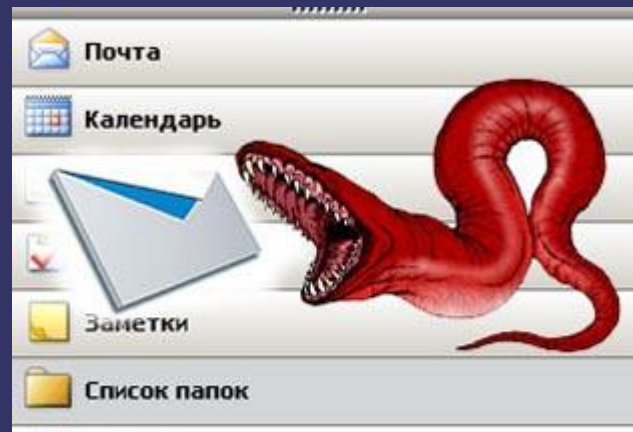 Почта
Календарь
Заметки
Список папок